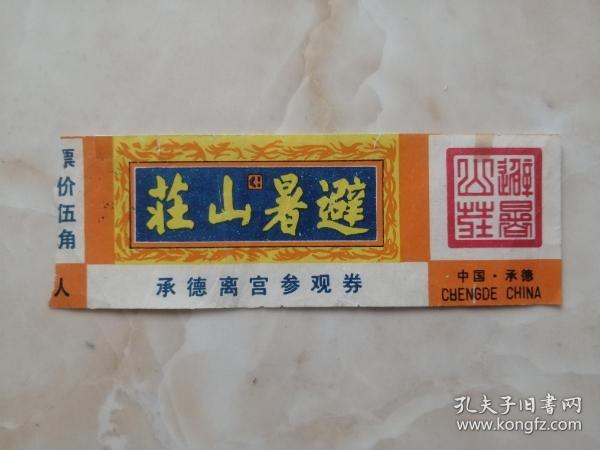 票价伍角
人
避暑山莊
承德离宫参观券
避暑
山莊
中国·承德
CHENGDE CHINA
孔夫子旧书网
www.kongfz.com